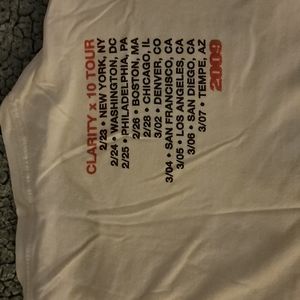 CLARITY x 10 TOUR
2/23 • NEW YORK, NY
2/24 • WASHINGTON, DC
2/25 • PHILADELPHIA, PA
2/26 • BOSTON, MA
2/28 • CHICAGO, IL
3/02 • DENVER, CO
3/04 • SAN FRANCISCO, CA
3/05 • LOS ANGELES, CA
3/06 • SAN DIEGO, CA
3/07 • TEMPE, AZ
2009